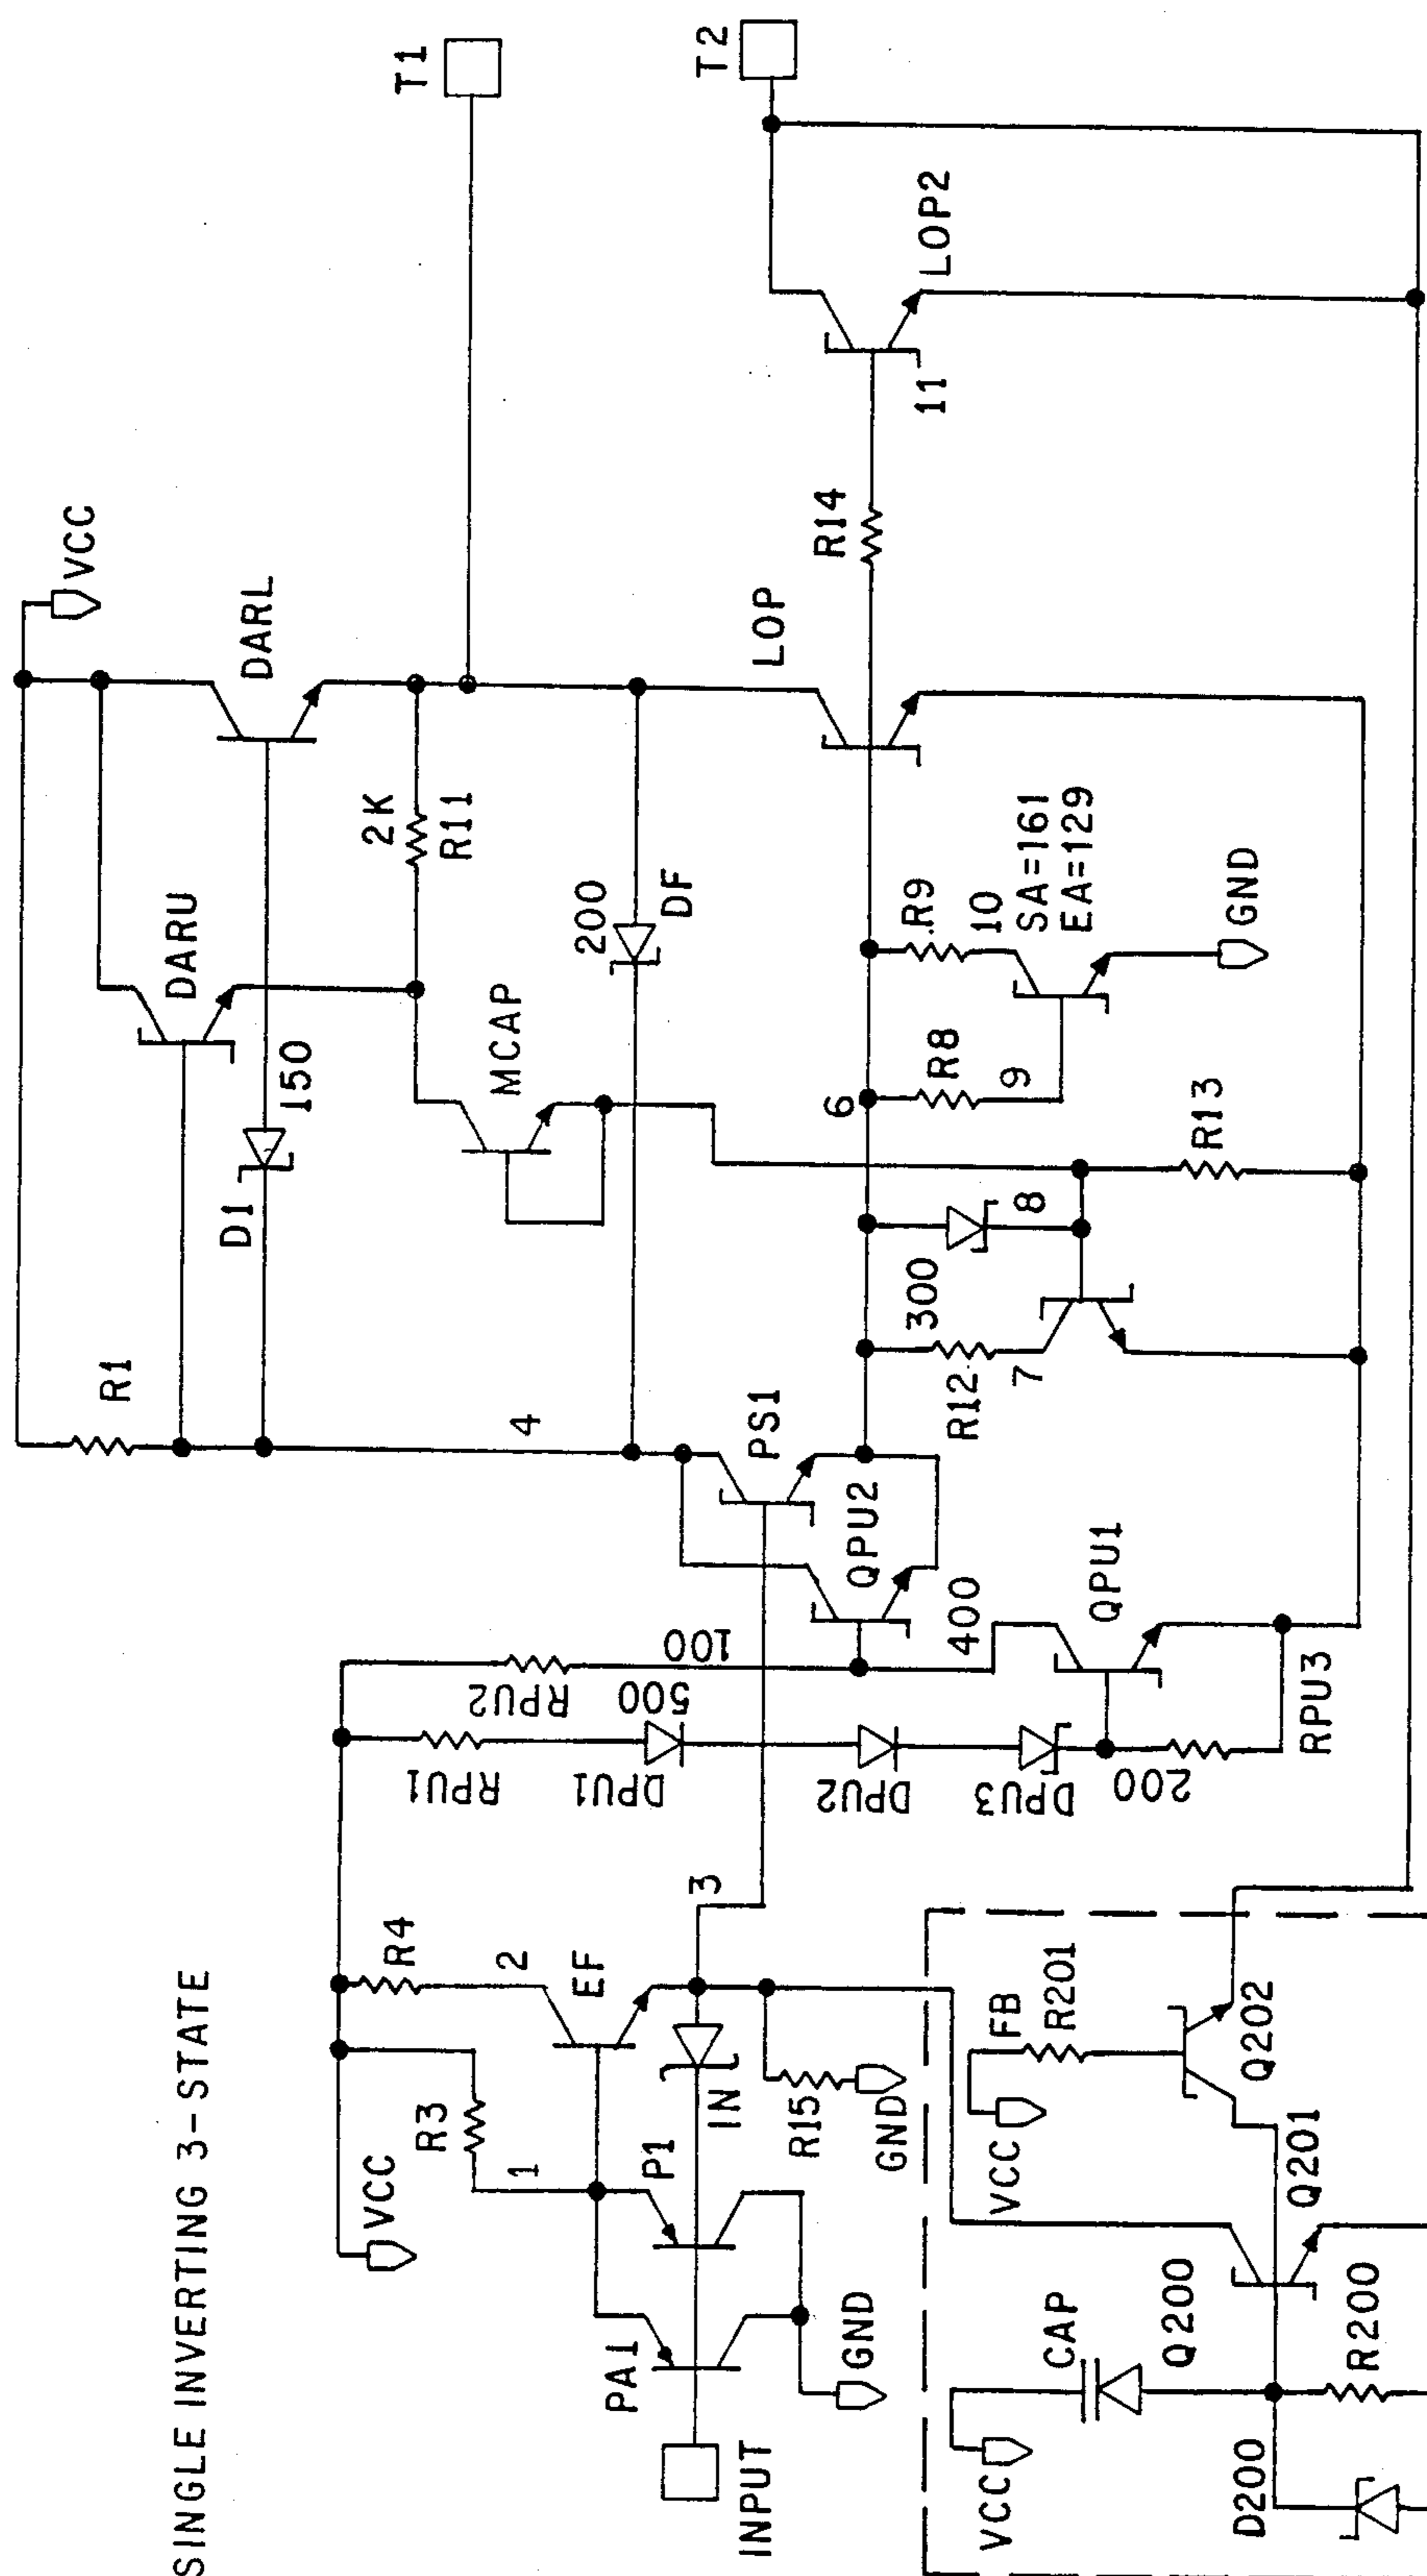 SINGLE INVERTING 3-STATE
T1
T2
VCC
DARL
DARU
D1
150
R1
2K
R11
MCAP
200
DF
LOP
LOP2
R14
11
4
PS1
QPU2
6
R8
9
R9
10
SA=161
EA=129
GND
300
8
R12
7
R13
400
QPU1
100
RPU2
500
RPU1
DPU1
DPU2
DPU3
200
RPU3
3
R4
2
EF
R3
1
VCC
P1
IN
PA1
INPUT
GND
R15
GND
FB
R201
VCC
Q202
Q201
CAP
Q200
VCC
R200
D200